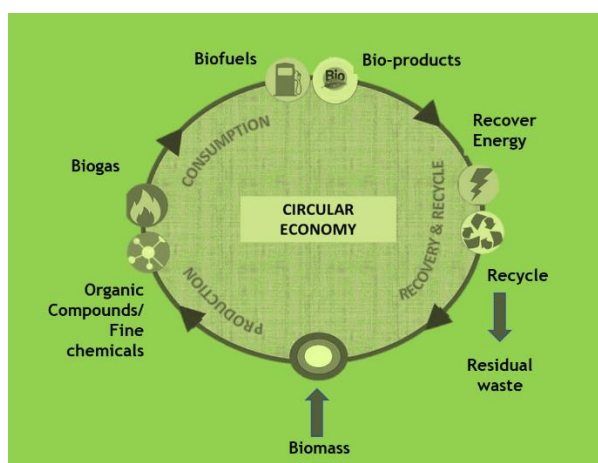 Biofuels
Bio-products
Bio
CONSUMPTION
Recover
Energy
Biogas
CIRCULAR
ECONOMY
RECOVERY & RECYCLE
Organic
Compounds/
Fine
chemicals
PRODUCTION
Recycle
Residual
waste
Biomass